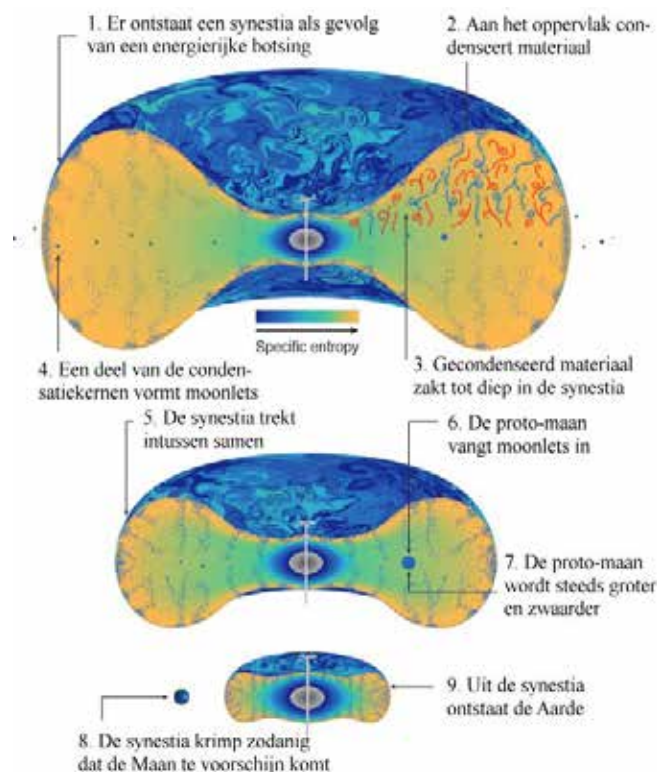 1. Er ontstaat een synestia als gevolg
van een energierijke botsing
2. Aan het oppervlak con-
denseert materiaal
Specific entropy
4. Een deel van de conden-
satiekernen vormt moonlets
3. Gecondenseerd materiaal
zakt tot diep in de synestia
5. De synestia trekt
intussen samen
6. De proto-maan
vangt moonlets in
7. De proto-maan
wordt steeds groter
en zwaarder
8. De synestia krimp zodanig
dat de Maan te voorschijn komt
9. Uit de synestia
ontstaat de Aarde